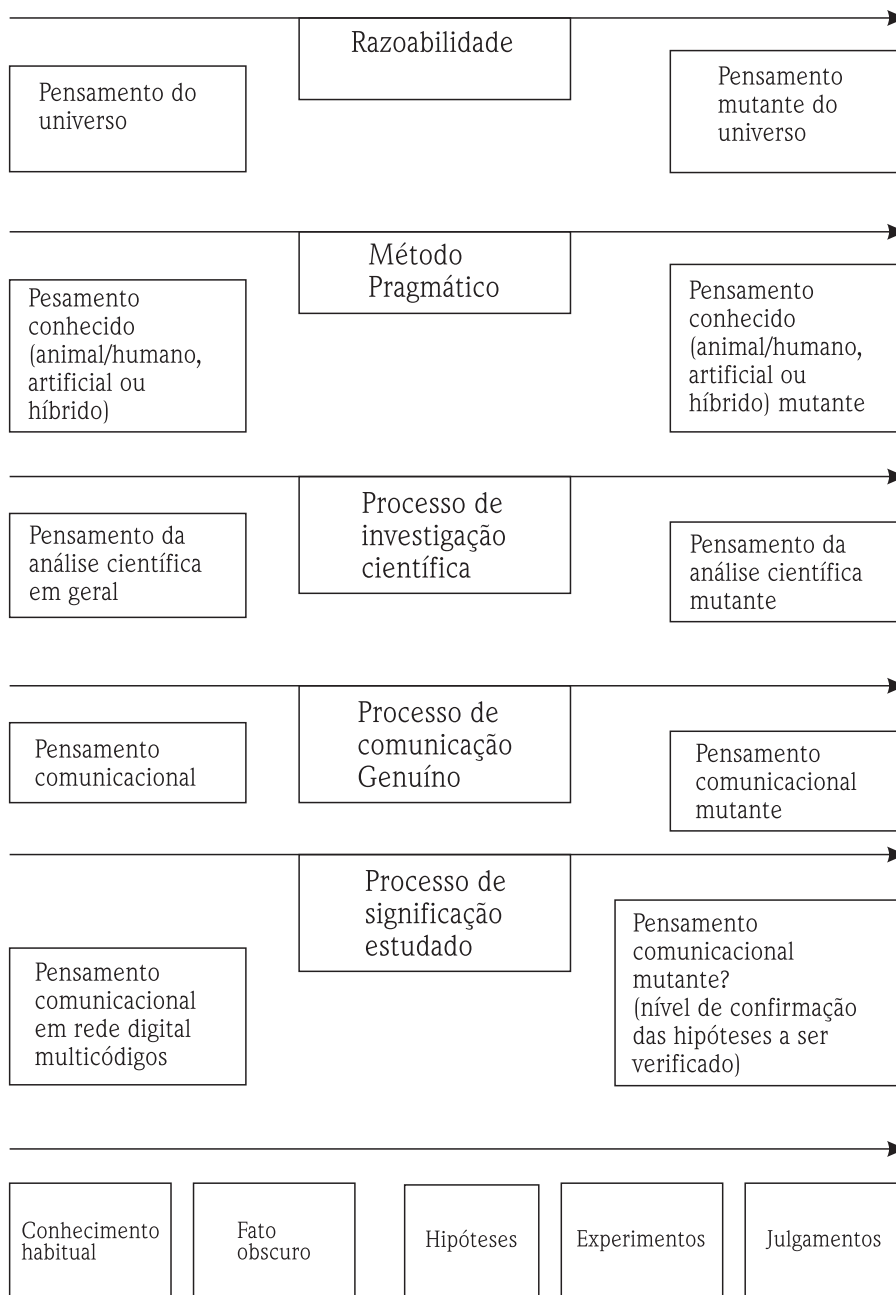 Razoabilidade
Pensamento do
universo
Pensamento
mutante do
universo
Método
Pragmático
Pesamento
conhecido
(animal/humano,
artificial ou
híbrido)
Pensamento
conhecido
(animal/humano,
artificial ou
híbrido) mutante
Processo de
investigação
científica
Pensamento da
análise científica
em geral
Pensamento da
análise científica
mutante
Processo de
comunicação
Genuíno
Pensamento
comunicacional
Pensamento
comunicacional
mutante
Processo de
significação
estudado
Pensamento
comunicacional
em rede digital
multicódigos
Pensamento
comunicacional
mutante?
(nível de confirmação
das hipóteses a ser
verificado)
Conhecimento
habitual
Fato
obscuro
Hipóteses
Experimentos
Julgamentos